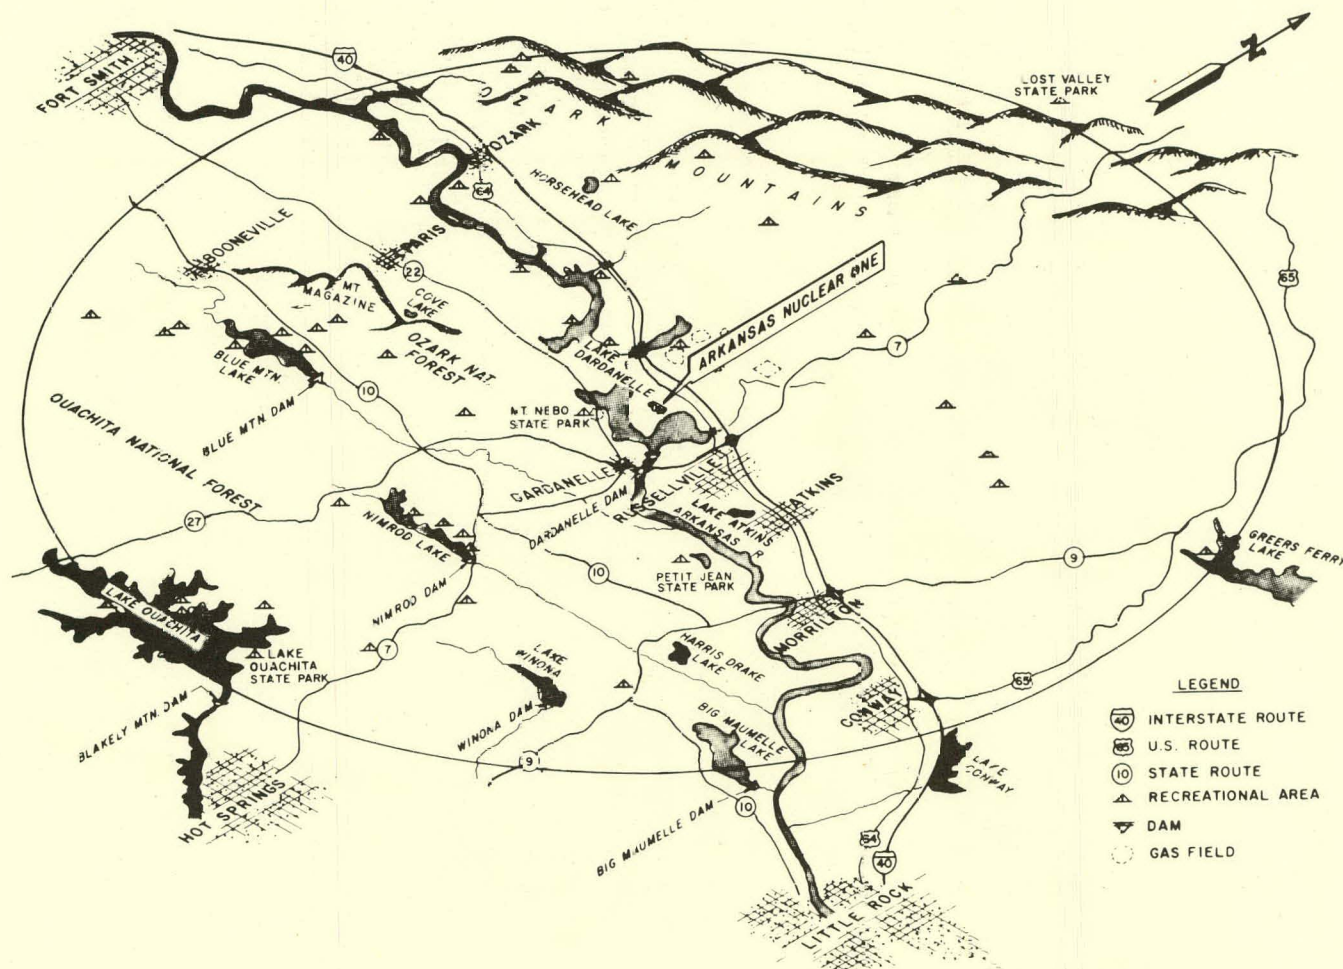 N
40
FORT SMITH
OZARK
MOUNTAINS
LOST VALLEY
STATE PARK
OZARK
64
HORSEHEAD LAKE
65
BOONEVILLE
PARIS
22
MT
MAGAZINE
COVE
LAKE
ARKANSAS NUCLEAR ONE
OZARK NAT.
FOREST
LAKE
DARDANELLE
7
BLUE MTN.
LAKE
10
BLUE MTN. DAM
MT. NEBO
STATE PARK
OUACHITA NATIONAL FOREST
DARDANELLE
RUSSELLVILLE
ATKINS
DARDANELLE DAM
LAKE ATKINS
ARKANSAS R
27
NIMROD LAKE
GREERS FERRY
LAKE
9
10
PETIT JEAN
STATE PARK
NIMROD DAM
LAKE OUACHITA
MORRILTON
LAKE
OUACHITA
STATE PARK
7
LAKE
WINONA
HARRIS DRAKE
LAKE
65
BLAKELY MTN. DAM
WINONA DAM
CONWAY
BIG MAUMELLE
LAKE
9
LAKE
CONWAY
HOT SPRINGS
BIG MAUMELLE DAM
10
64
40
LITTLE ROCK
LEGEND
40 INTERSTATE ROUTE
65 U.S. ROUTE
10 STATE ROUTE
RECREATIONAL AREA
DAM
GAS FIELD